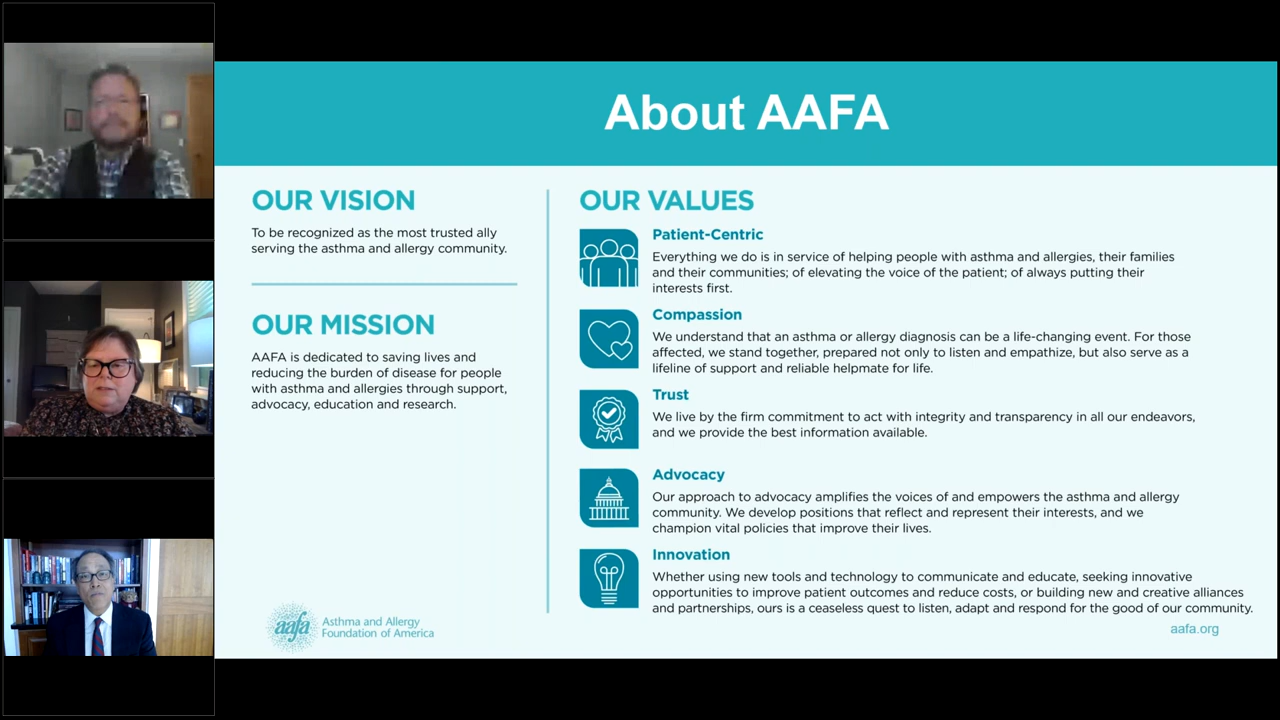 About AAFA
OUR VISION
To be recognized as the most trusted ally
serving the asthma and allergy community.
OUR MISSION
AAFA is dedicated to saving lives and
reducing the burden of disease for people
with asthma and allergies through support,
advocacy, education and research.
OUR VALUES
Patient-Centric
Everything we do is in service of helping people with asthma and allergies, their families
and their communities; of elevating the voice of the patient; of always putting their
interests first.
Compassion
We understand that an asthma or allergy diagnosis can be a life-changing event. For those
affected, we stand together, prepared not only to listen and empathize, but also serve as a
lifeline of support and reliable helpmate for life.
Trust
We live by the firm commitment to act with integrity and transparency in all our endeavors,
and we provide the best information available.
Advocacy
Our approach to advocacy amplifies the voices of and empowers the asthma and allergy
community. We develop positions that reflect and represent their interests, and we
champion vital policies that improve their lives.
Innovation
Whether using new tools and technology to communicate and educate, seeking innovative
opportunities to improve patient outcomes and reduce costs, or building new and creative alliances
and partnerships, ours is a ceaseless quest to listen, adapt and respond for the good of our community.
aafa
Asthma and Allergy
Foundation of America
aafa.org